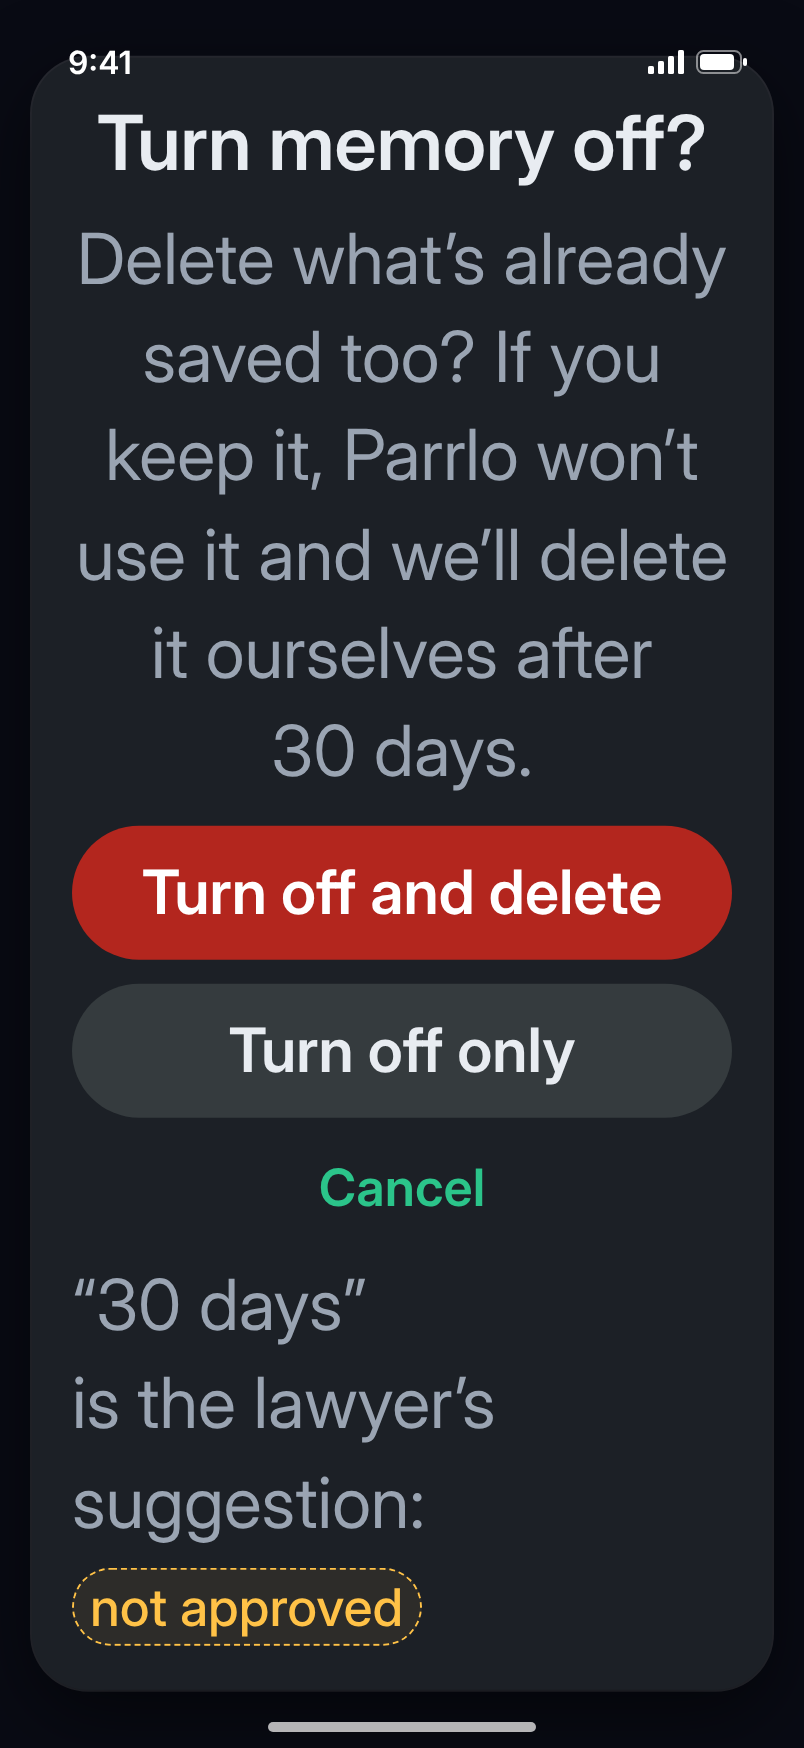 9:41
Turn memory off?
Delete what’s already
saved too? If you
keep it, Parrlo won’t
use it and we’ll delete
it ourselves after
30 days.
Turn off and delete
Turn off only
Cancel
“30 days”
is the lawyer’s
suggestion:
not approved